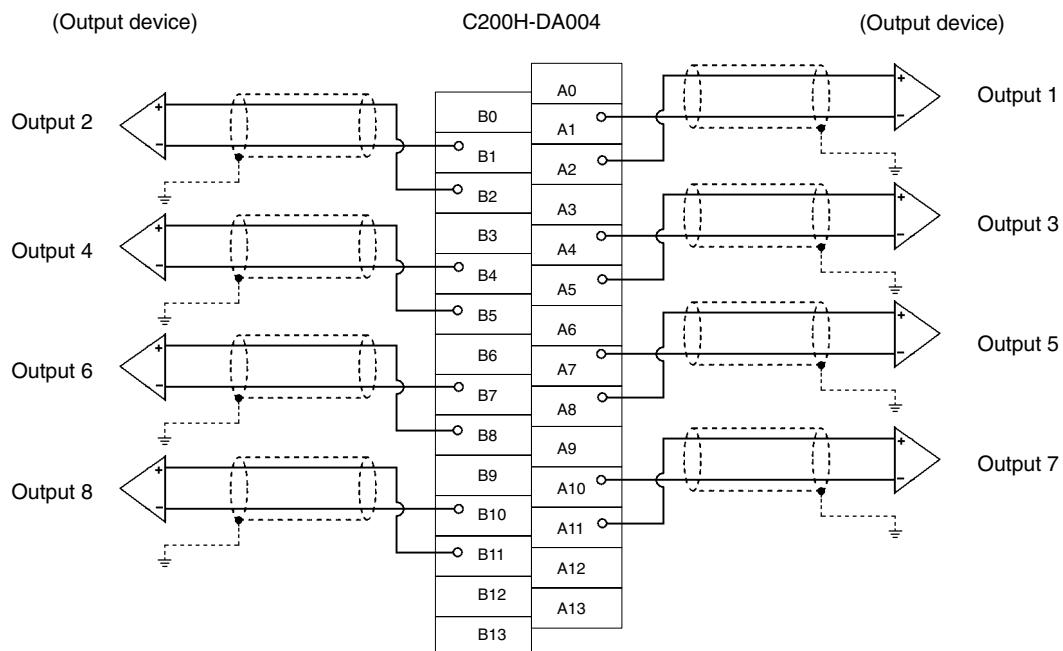 (Output device)
C200H-DA004
(Output device)
Output 2
+
−
Output 4
+
−
Output 6
+
−
Output 8
+
−
B0
B1
B2
B3
B4
B5
B6
B7
B8
B9
B10
B11
B12
B13
A0
A1
A2
A3
A4
A5
A6
A7
A8
A9
A10
A11
A12
A13
+
−
Output 1
+
−
Output 3
+
−
Output 5
+
−
Output 7